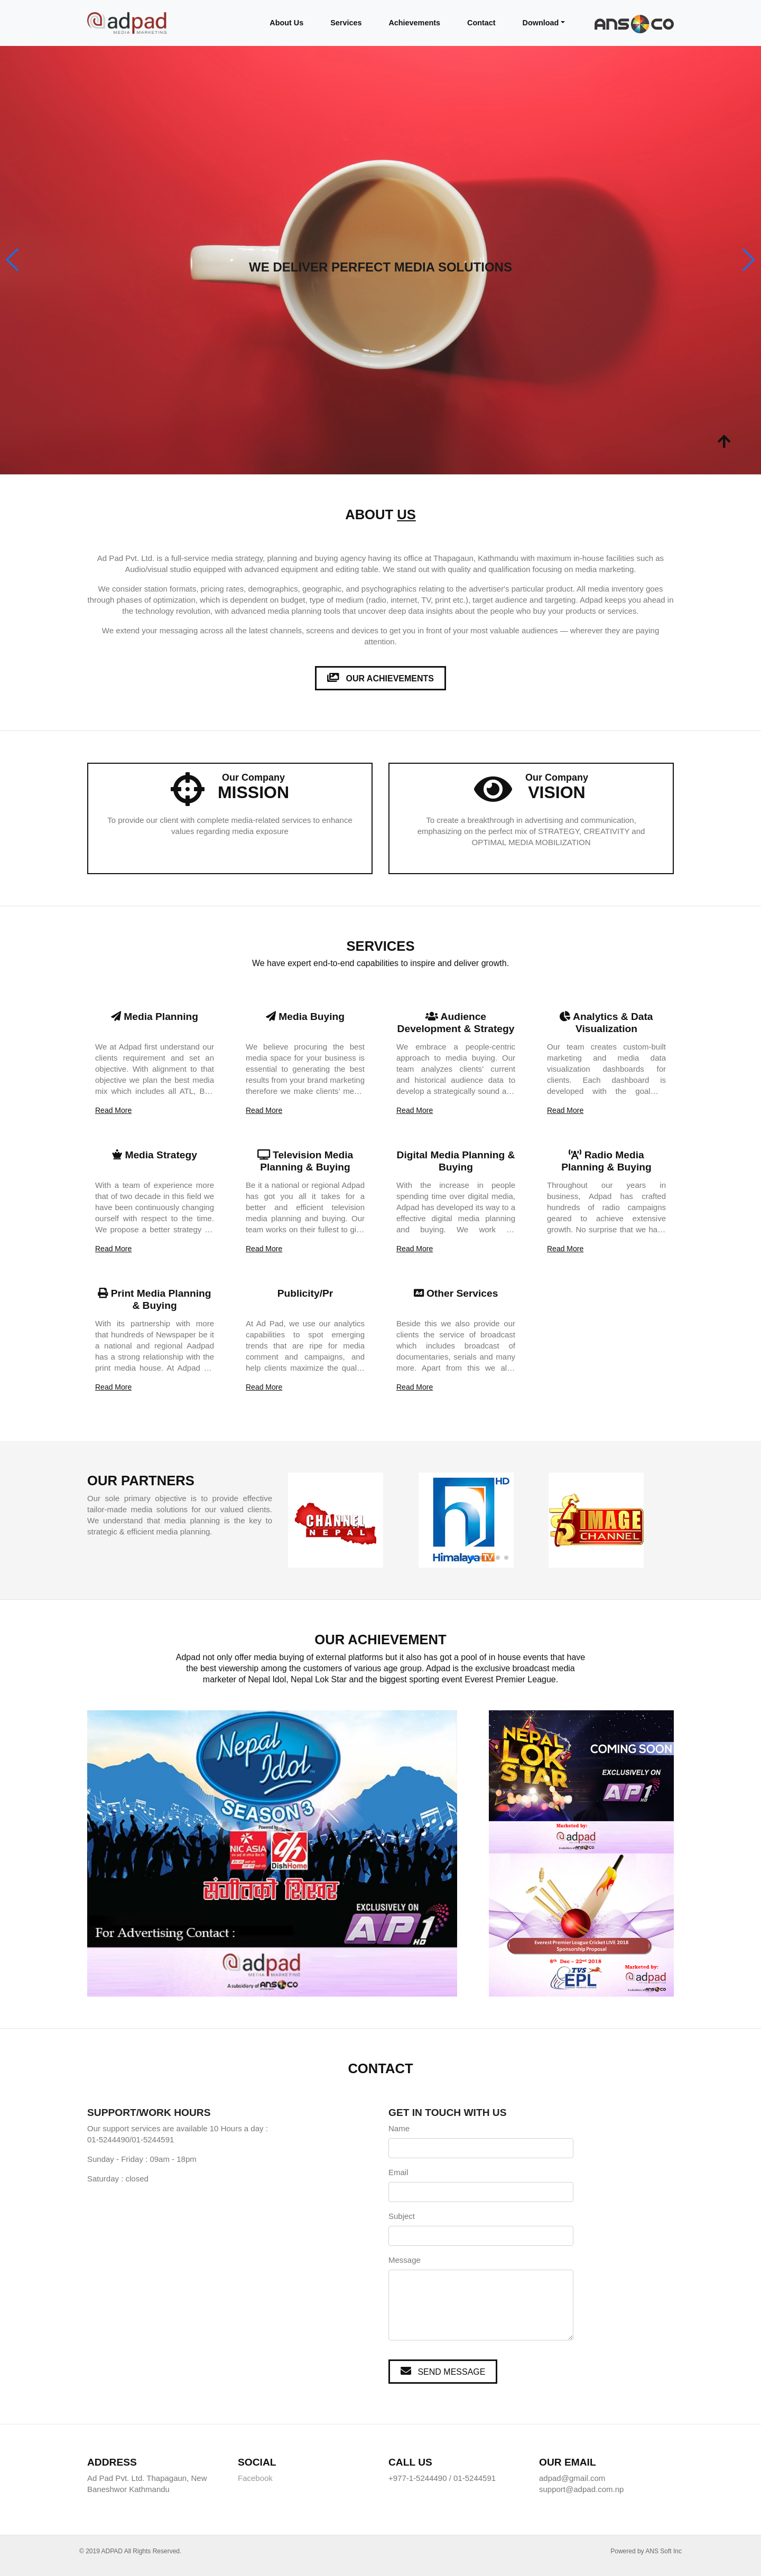 adpad
MEDIA MARKETING
About Us
Services
Achievements
Contact
Download
ANS CO
WE DELIVER PERFECT MEDIA SOLUTIONS
ABOUT US
Ad Pad Pvt. Ltd. is a full-service media strategy, planning and buying agency having its office at Thapagaun, Kathmandu with maximum in-house facilities such as
Audio/visual studio equipped with advanced equipment and editing table. We stand out with quality and qualification focusing on media marketing.
We consider station formats, pricing rates, demographics, geographic, and psychographics relating to the advertiser's particular product. All media inventory goes
through phases of optimization, which is dependent on budget, type of medium (radio, internet, TV, print etc.), target audience and targeting. Adpad keeps you ahead in
the technology revolution, with advanced media planning tools that uncover deep data insights about the people who buy your products or services.
We extend your messaging across all the latest channels, screens and devices to get you in front of your most valuable audiences — wherever they are paying
attention.
OUR ACHIEVEMENTS
Our Company
MISSION
To provide our client with complete media-related services to enhance
values regarding media exposure
Our Company
VISION
To create a breakthrough in advertising and communication,
emphasizing on the perfect mix of STRATEGY, CREATIVITY and
OPTIMAL MEDIA MOBILIZATION
SERVICES
We have expert end-to-end capabilities to inspire and deliver growth.
Media Planning
We at Adpad first understand our
clients requirement and set an
objective. With alignment to that
objective we plan the best media
mix which includes all ATL, B...
Read More
Media Buying
We believe procuring the best
media space for your business is
essential to generating the best
results from your brand marketing
therefore we make clients' me...
Read More
Audience
Development & Strategy
We embrace a people-centric
approach to media buying. Our
team analyzes clients' current
and historical audience data to
develop a strategically sound a...
Read More
Analytics & Data
Visualization
Our team creates custom-built
marketing and media data
visualization dashboards for
clients. Each dashboard is
developed with the goal...
Read More
Media Strategy
With a team of experience more
that of two decade in this field we
have been continuously changing
ourself with respect to the time.
We propose a better strategy ...
Read More
Television Media
Planning & Buying
Be it a national or regional Adpad
has got you all it takes for a
better and efficient television
media planning and buying. Our
team works on their fullest to gi...
Read More
Digital Media Planning &
Buying
With the increase in people
spending time over digital media,
Adpad has developed its way to a
effective digital media planning
and buying. We work ...
Read More
Radio Media
Planning & Buying
Throughout our years in
business, Adpad has crafted
hundreds of radio campaigns
geared to achieve extensive
growth. No surprise that we ha...
Read More
Print Media Planning
& Buying
With its partnership with more
that hundreds of Newspaper be it
a national and regional Aadpad
has a strong relationship with the
print media house. At Adpad ...
Read More
Publicity/Pr
At Ad Pad, we use our analytics
capabilities to spot emerging
trends that are ripe for media
comment and campaigns, and
help clients maximize the qual...
Read More
Other Services
Beside this we also provide our
clients the service of broadcast
which includes broadcast of
documentaries, serials and many
more. Apart from this we al...
Read More
OUR PARTNERS
Our sole primary objective is to provide effective
tailor-made media solutions for our valued clients.
We understand that media planning is the key to
strategic & efficient media planning.
CHANNEL
NEPAL
HD
Himalaya TV
IMAGE
CHANNEL
OUR ACHIEVEMENT
Adpad not only offer media buying of external platforms but it also has got a pool of in house events that have
the best viewership among the customers of various age group. Adpad is the exclusive broadcast media
marketer of Nepal Idol, Nepal Lok Star and the biggest sporting event Everest Premier League.
Nepal
Idol
SEASON 3
Powered by
NIC ASIA
dh
DishHome
संगीतको शिखर
EXCLUSIVELY ON
AP1 HD
For Advertising Contact :
adpad
MEDIA MARKETING
A subsidiary of ANS CO
NEPAL
LOK
STAR
COMING SOON
EXCLUSIVELY ON
AP1 HD
Marketed by:
adpad
Everest Premier League Cricket LIVE 2018
Sponsorship Proposal
8th Dec – 22nd 2018
TVS
EPL
Marketed by:
adpad
CONTACT
SUPPORT/WORK HOURS
Our support services are available 10 Hours a day :
01-5244490/01-5244591
Sunday - Friday : 09am - 18pm
Saturday : closed
GET IN TOUCH WITH US
Name
Email
Subject
Message
SEND MESSAGE
ADDRESS
Ad Pad Pvt. Ltd. Thapagaun, New
Baneshwor Kathmandu
SOCIAL
Facebook
CALL US
+977-1-5244490 / 01-5244591
OUR EMAIL
adpad@gmail.com
support@adpad.com.np
© 2019 ADPAD All Rights Reserved.
Powered by ANS Soft Inc